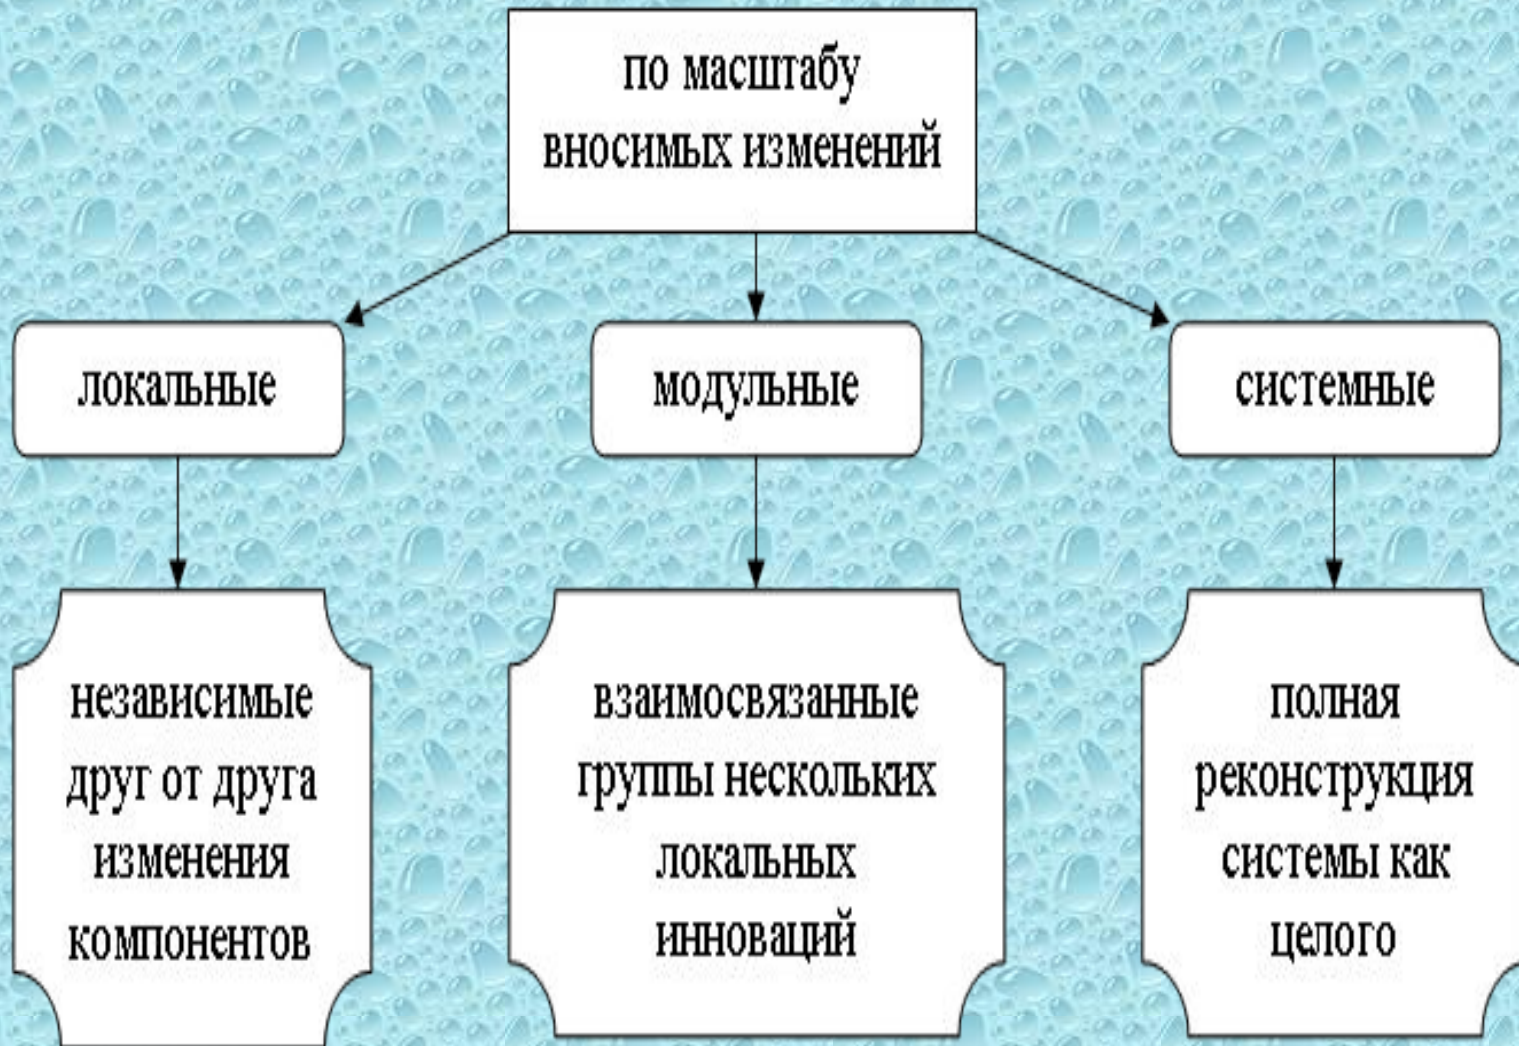 по масштабу
вносимых изменений
локальные
модульные
системные
независимые
друг от друга
изменения
компонентов
взаимосвязанные
группы нескольких
локальных
инноваций
полная
реконструкция
системы как
целого